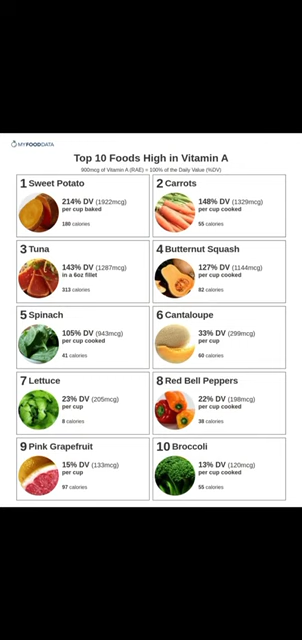 MYFOODDATA
Top 10 Foods High in Vitamin A
900mcg of Vitamin A (RAE) = 100% of the Daily Value (%DV)
1 Sweet Potato
214% DV (1922mcg)
per cup baked
180 calories
2 Carrots
148% DV (1329mcg)
per cup cooked
55 calories
3 Tuna
143% DV (1287mcg)
in a 6oz fillet
313 calories
4 Butternut Squash
127% DV (1144mcg)
per cup cooked
82 calories
5 Spinach
105% DV (943mcg)
per cup cooked
41 calories
6 Cantaloupe
33% DV (299mcg)
per cup
60 calories
7 Lettuce
23% DV (205mcg)
per cup
8 calories
8 Red Bell Peppers
22% DV (198mcg)
per cup cooked
38 calories
9 Pink Grapefruit
15% DV (133mcg)
per cup
97 calories
10 Broccoli
13% DV (120mcg)
per cup cooked
55 calories